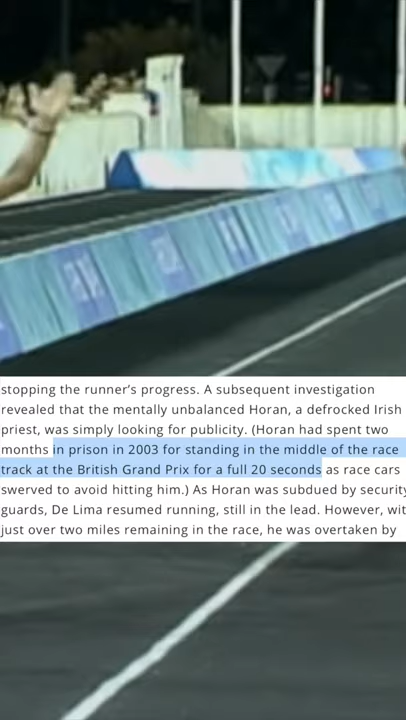 stopping the runner's progress. A subsequent investigation
revealed that the mentally unbalanced Horan, a defrocked Irish
priest, was simply looking for publicity. (Horan had spent two
months in prison in 2003 for standing in the middle of the race
track at the British Grand Prix for a full 20 seconds as race cars
swerved to avoid hitting him.) As Horan was subdued by security
guards, De Lima resumed running, still in the lead. However, wit
just over two miles remaining in the race, he was overtaken by